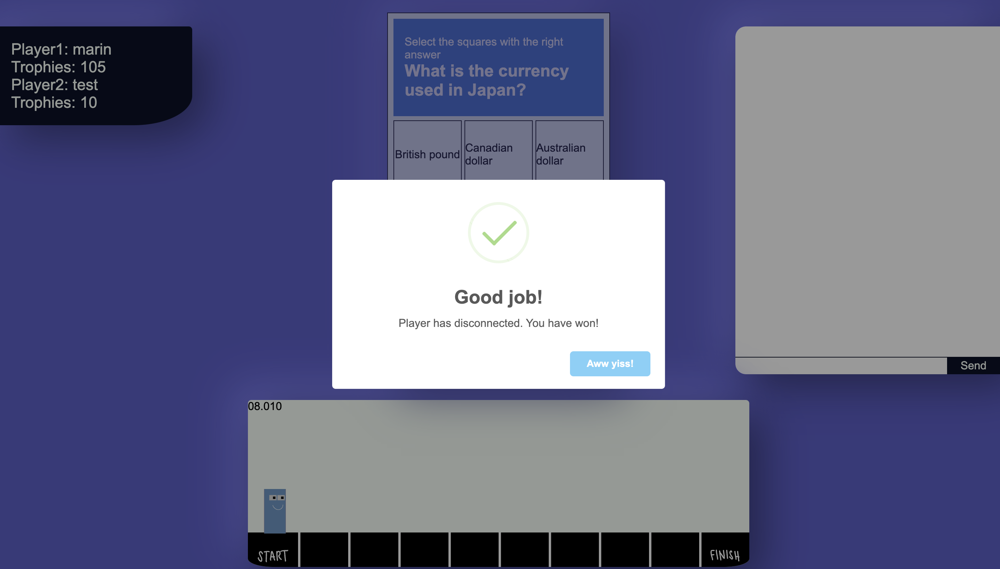 Player1: marin
Trophies: 105
Player2: test
Trophies: 10
Select the squares with the right
answer
What is the currency
used in Japan?
British pound
Canadian
dollar
Australian
dollar
Good job!
Player has disconnected. You have won!
Aww yiss!
Send
08.010
START
FINISH